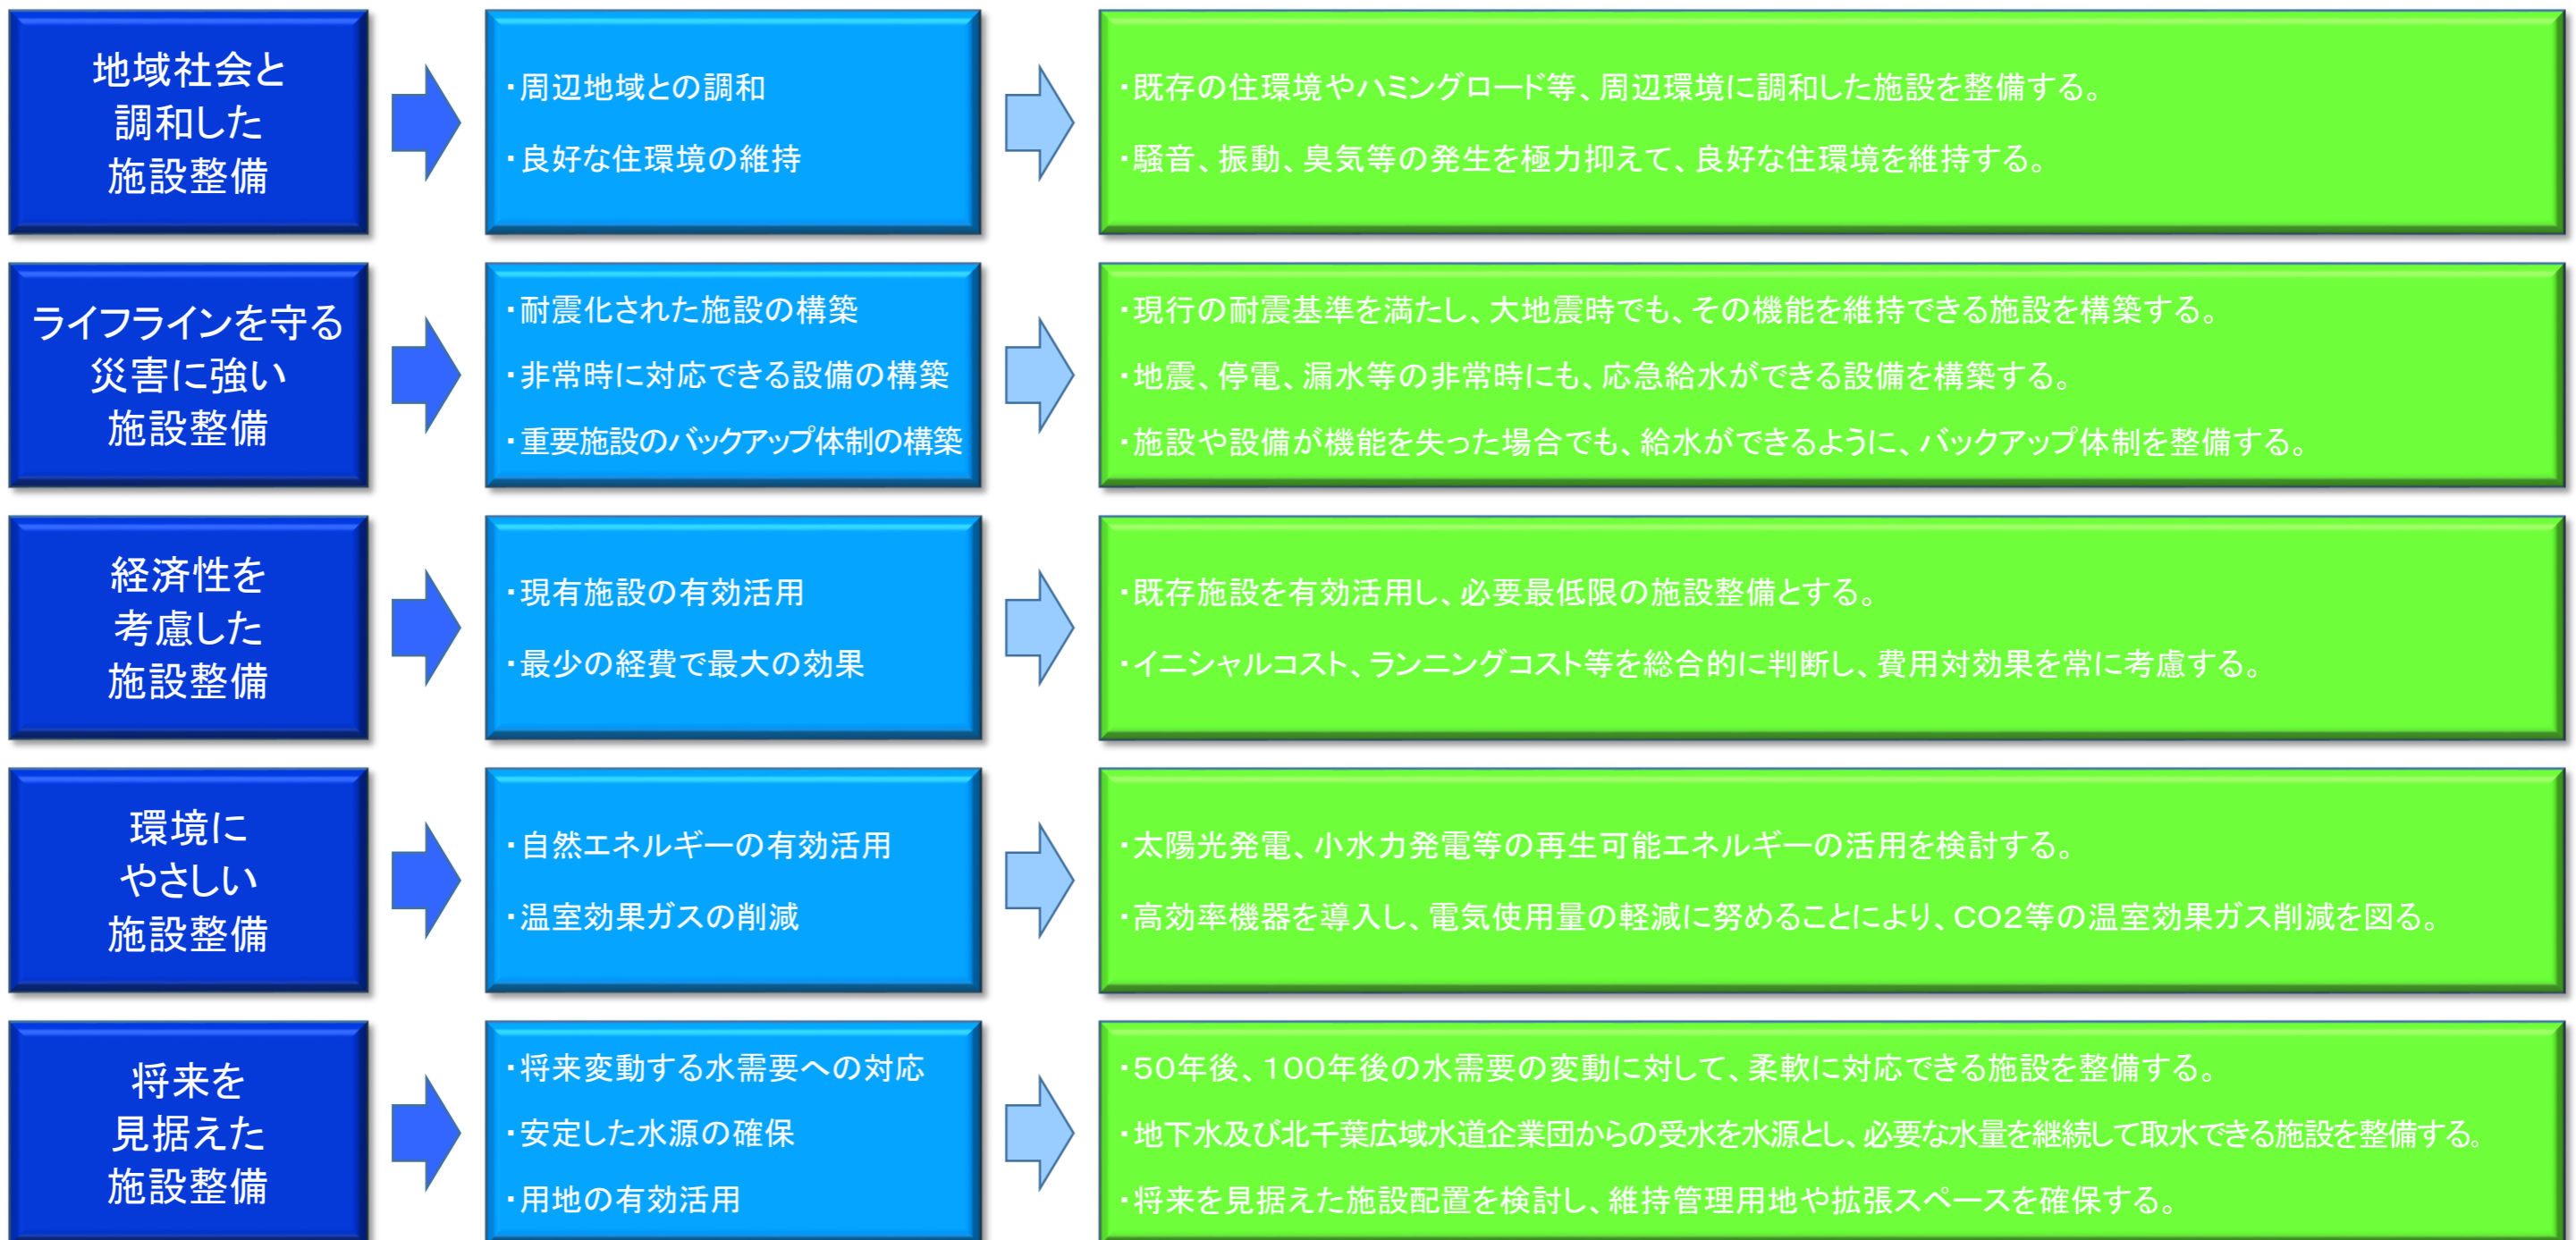 地域社会と
調和した
施設整備
・周辺地域との調和
・良好な住環境の維持
・既存の住環境やハミングロード等、周辺環境に調和した施設を整備する。
・騒音、振動、臭気等の発生を極力抑えて、良好な住環境を維持する。
ライフラインを守る
災害に強い
施設整備
・耐震化された施設の構築
・非常時に対応できる設備の構築
・重要施設のバックアップ体制の構築
・現行の耐震基準を満たし、大地震時でも、その機能を維持できる施設を構築する。
・地震、停電、漏水等の非常時にも、応急給水ができる設備を構築する。
・施設や設備が機能を失った場合でも、給水ができるように、バックアップ体制を整備する。
経済性を
考慮した
施設整備
・現有施設の有効活用
・最少の経費で最大の効果
・既存施設を有効活用し、必要最低限の施設整備とする。
・イニシャルコスト、ランニングコスト等を総合的に判断し、費用対効果を常に考慮する。
環境に
やさしい
施設整備
・自然エネルギーの有効活用
・温室効果ガスの削減
・太陽光発電、小水力発電等の再生可能エネルギーの活用を検討する。
・高効率機器を導入し、電気使用量の軽減に努めることにより、CO2等の温室効果ガス削減を図る。
将来を
見据えた
施設整備
・将来変動する水需要への対応
・安定した水源の確保
・用地の有効活用
・50年後、100年後の水需要の変動に対して、柔軟に対応できる施設を整備する。
・地下水及び北千葉広域水道企業団からの受水を水源とし、必要な水量を継続して取水できる施設を整備する。
・将来を見据えた施設配置を検討し、維持管理用地や拡張スペースを確保する。